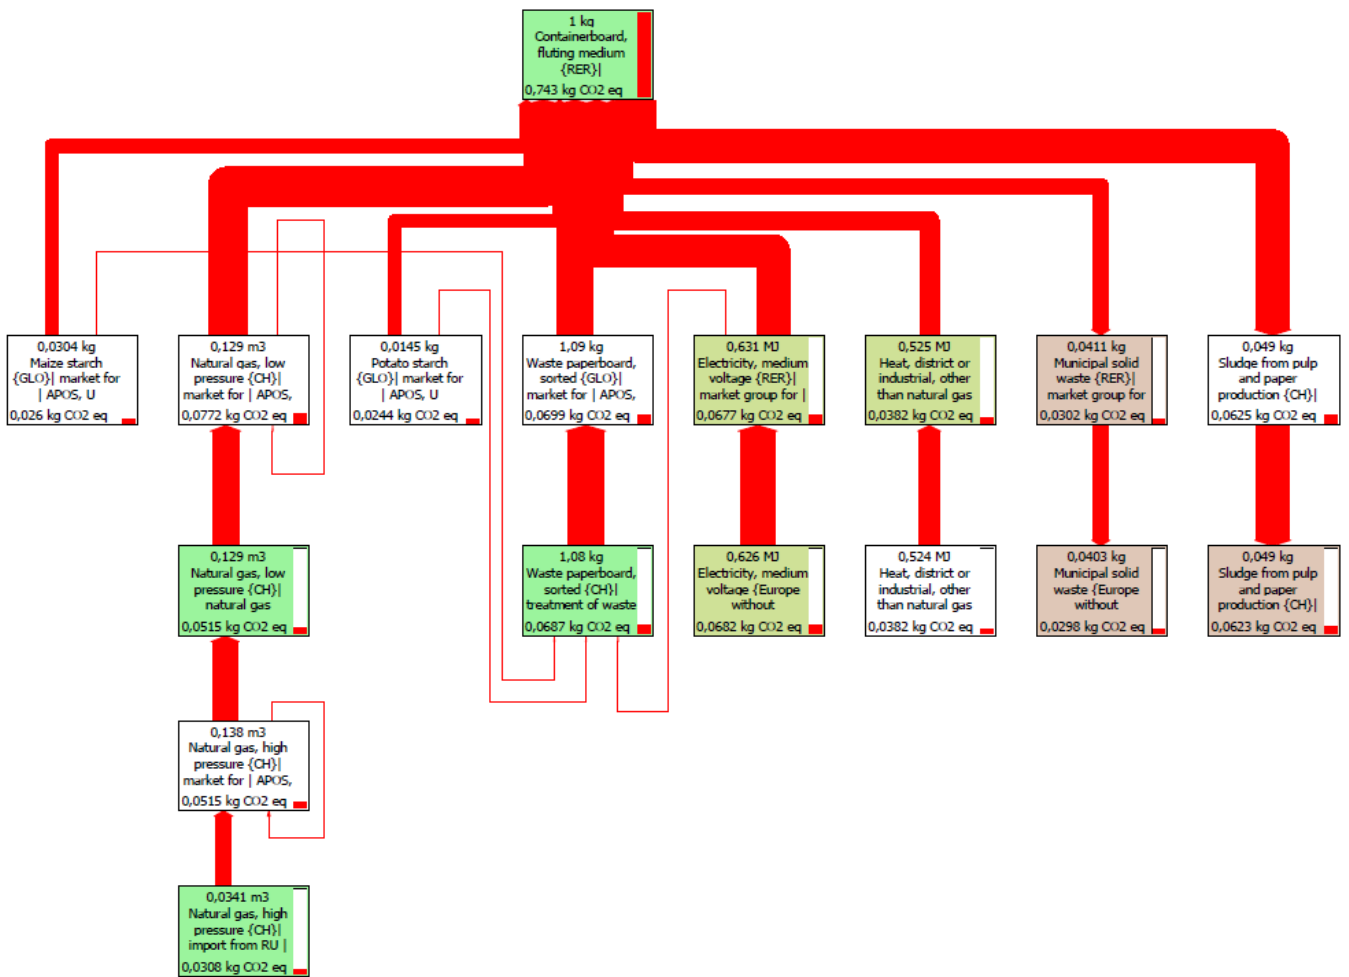 1 kg
Containerboard,
fluting medium
{RER}|
0,743 kg CO2 eq
0,0304 kg
Maize starch
{GLO}| market for
| APOS, U
0,026 kg CO2 eq
0,129 m3
Natural gas, low
pressure {CH}|
market for | APOS,
0,0772 kg CO2 eq
0,0145 kg
Potato starch
{GLO}| market for
| APOS, U
0,0244 kg CO2 eq
1,09 kg
Waste paperboard,
sorted {GLO}|
market for | APOS,
0,0699 kg CO2 eq
0,631 MJ
Electricity, medium
voltage {RER}|
market group for |
0,0677 kg CO2 eq
0,525 MJ
Heat, district or
industrial, other
than natural gas
0,0382 kg CO2 eq
0,0411 kg
Municipal solid
waste {RER}|
market group for
0,0302 kg CO2 eq
0,049 kg
Sludge from pulp
and paper
production {CH}|
0,0625 kg CO2 eq
0,129 m3
Natural gas, low
pressure {CH}|
natural gas
0,0515 kg CO2 eq
1,08 kg
Waste paperboard,
sorted {CH}|
treatment of waste
0,0687 kg CO2 eq
0,626 MJ
Electricity, medium
voltage {Europe
without
0,0682 kg CO2 eq
0,524 MJ
Heat, district or
industrial, other
than natural gas
0,0382 kg CO2 eq
0,0403 kg
Municipal solid
waste {Europe
without
0,0298 kg CO2 eq
0,049 kg
Sludge from pulp
and paper
production {CH}|
0,0623 kg CO2 eq
0,138 m3
Natural gas, high
pressure {CH}|
market for | APOS,
0,0515 kg CO2 eq
0,0341 m3
Natural gas, high
pressure {CH}|
import from RU |
0,0308 kg CO2 eq